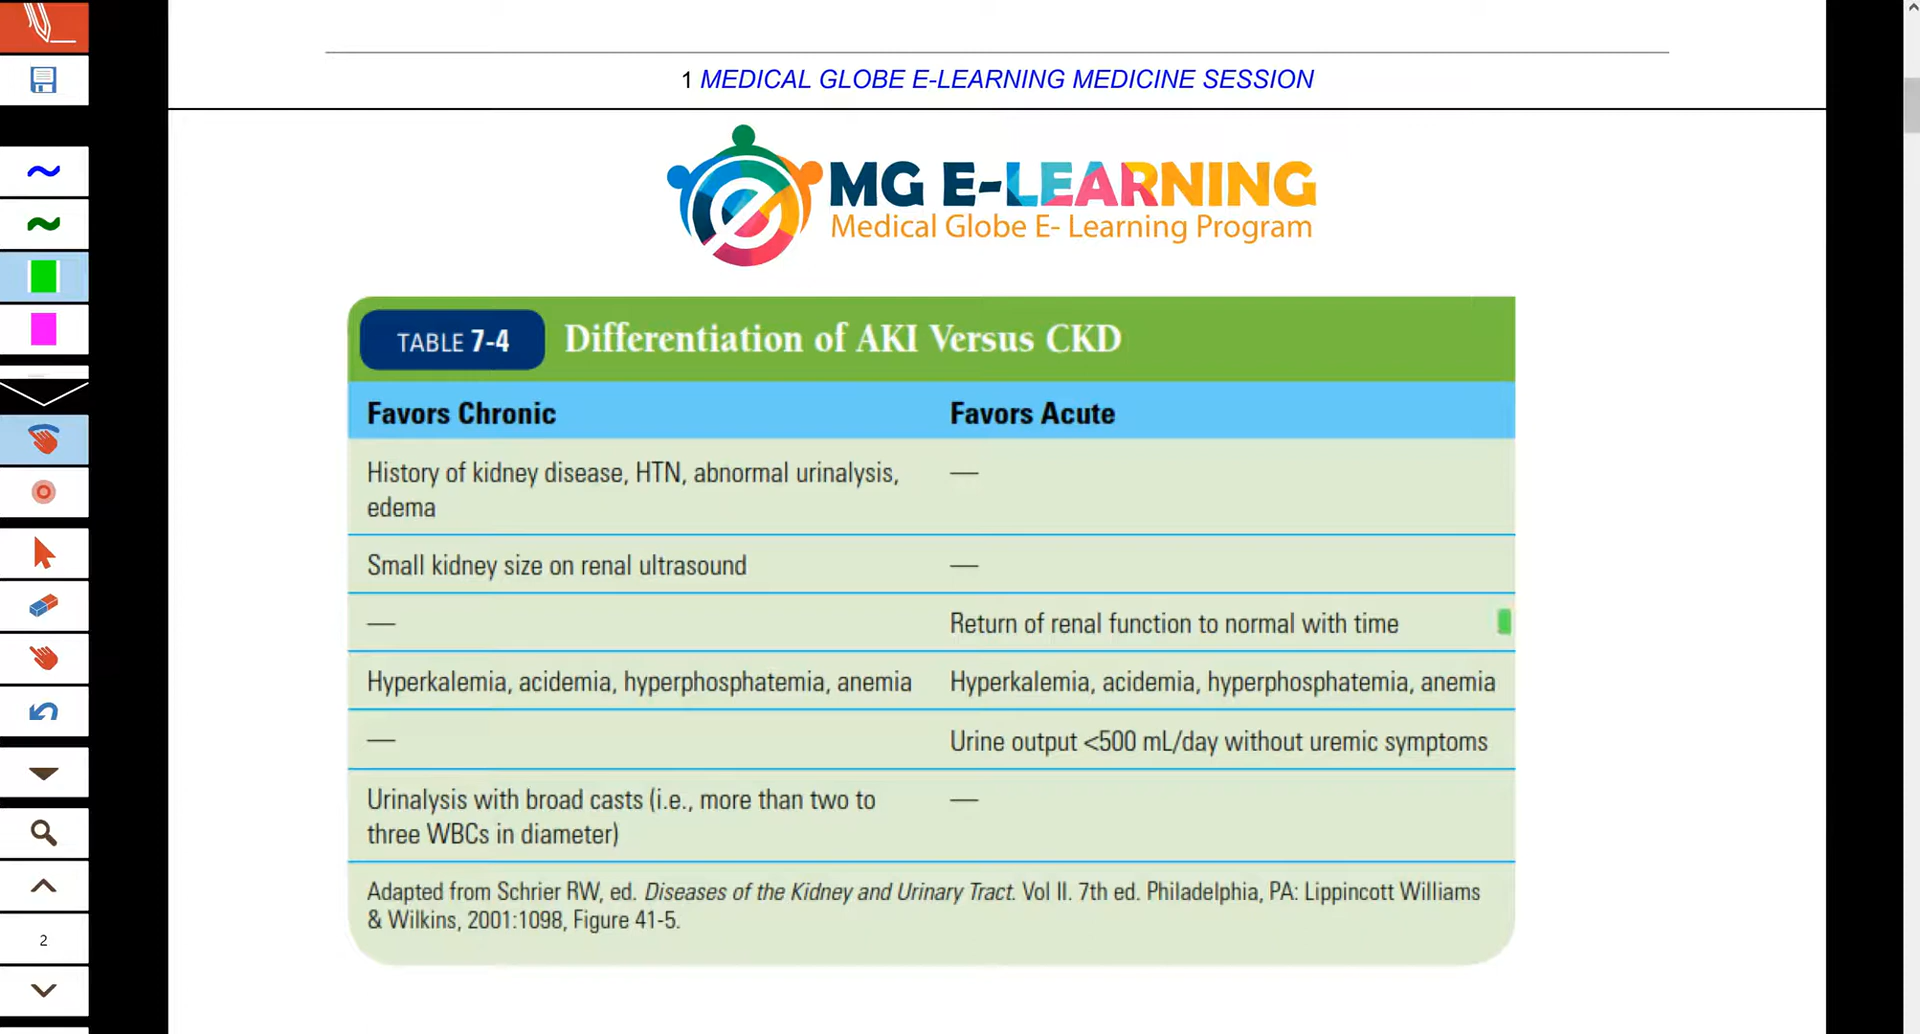 1 MEDICAL GLOBE E-LEARNING MEDICINE SESSION
MG E-LEARNING
Medical Globe E- Learning Program
TABLE 7-4 Differentiation of AKI Versus CKD
Favors Chronic Favors Acute
History of kidney disease, HTN, abnormal urinalysis, —
edema
Small kidney size on renal ultrasound —
— Return of renal function to normal with time
Hyperkalemia, acidemia, hyperphosphatemia, anemia Hyperkalemia, acidemia, hyperphosphatemia, anemia
— Urine output <500 mL/day without uremic symptoms
Urinalysis with broad casts (i.e., more than two to —
three WBCs in diameter)
Adapted from Schrier RW, ed. Diseases of the Kidney and Urinary Tract. Vol II. 7th ed. Philadelphia, PA: Lippincott Williams
& Wilkins, 2001:1098, Figure 41-5.
2